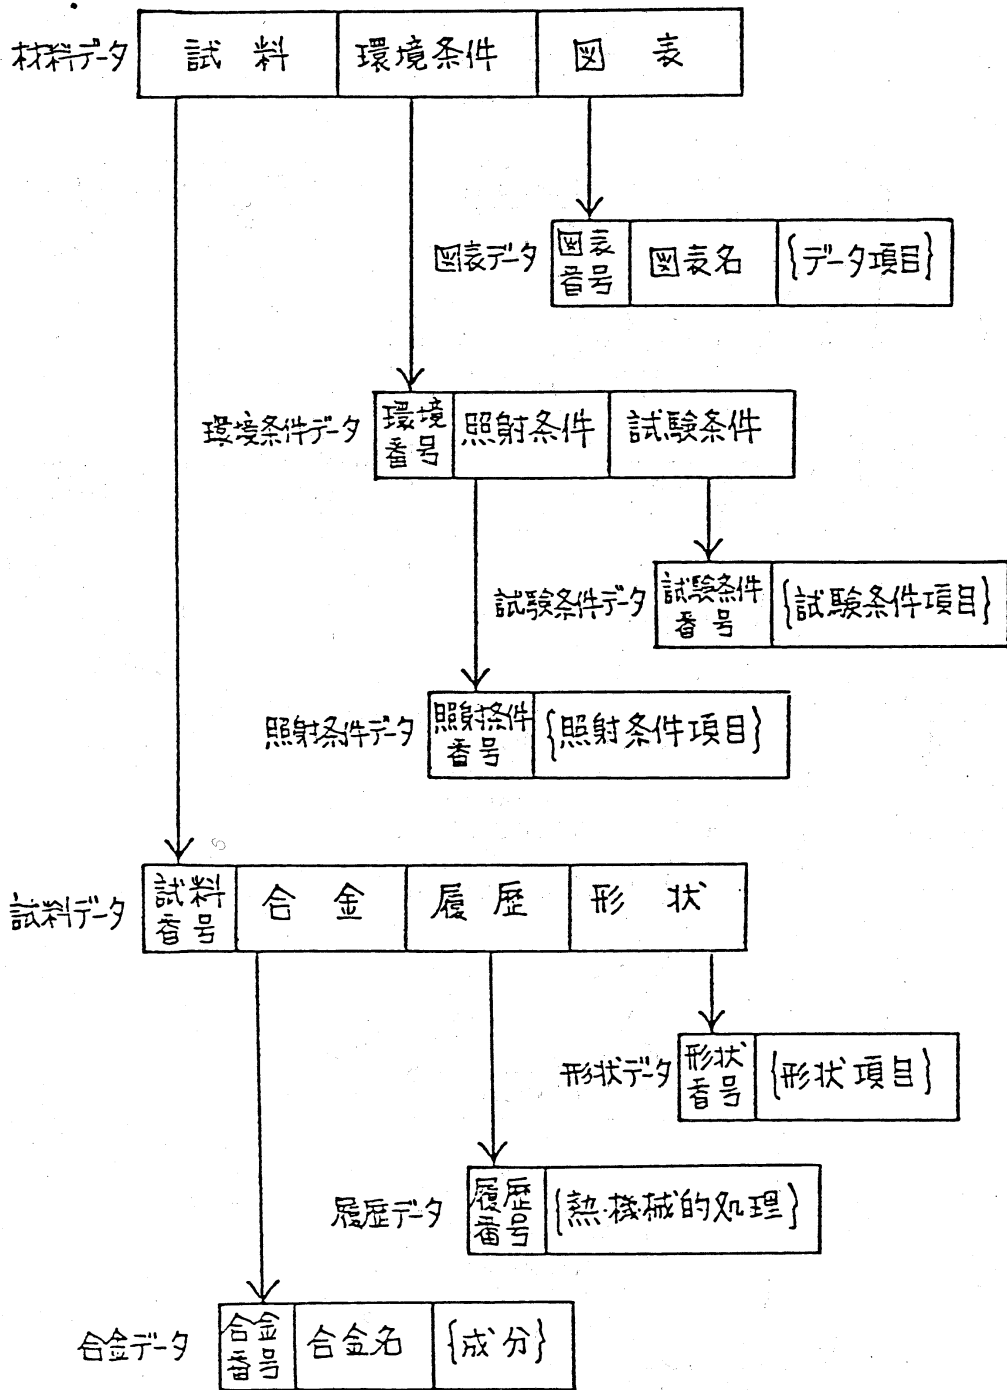 材料データ 試料 環境条件 図表
図表データ 図表 図表名 {データ項目}
番号
環境条件データ 環境 照射条件 試験条件
番号
試験条件データ 試験条件 {試験条件項目}
番号
照射条件データ 照射条件 {照射条件項目}
番号
試料データ 試料 合金 履歴 形状
番号
形状データ 形状 {形状項目}
番号
履歴データ 履歴 {熱・機械的処理}
番号
合金データ 合金 合金名 {成分}
番号